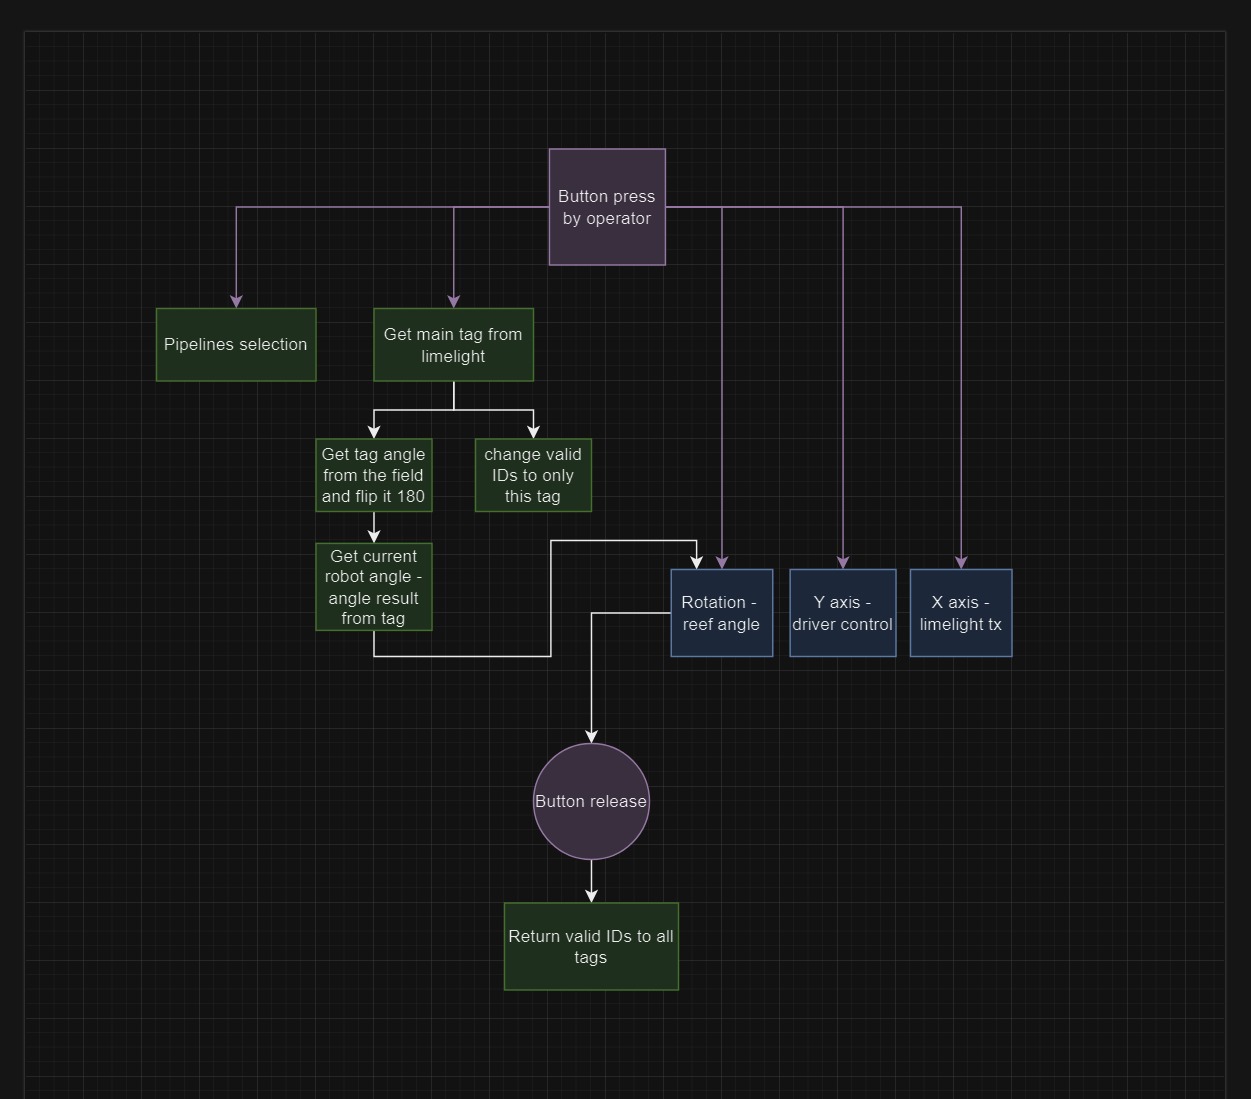 Button press
by operator
Pipelines selection
Get main tag from
limelight
Get tag angle
from the field
and flip it 180
change valid
IDs to only
this tag
Get current
robot angle -
angle result
from tag
Rotation -
reef angle
Y axis -
driver control
X axis -
limelight tx
Button release
Return valid IDs to all
tags